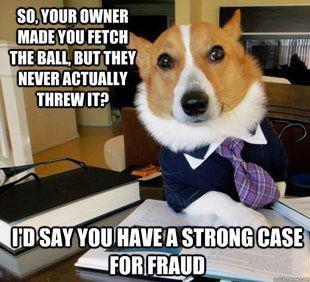 SO, YOUR OWNER
MADE YOU FETCH
THE BALL, BUT THEY
NEVER ACTUALLY
THREW IT?
I'D SAY YOU HAVE A STRONG CASE
FOR FRAUD